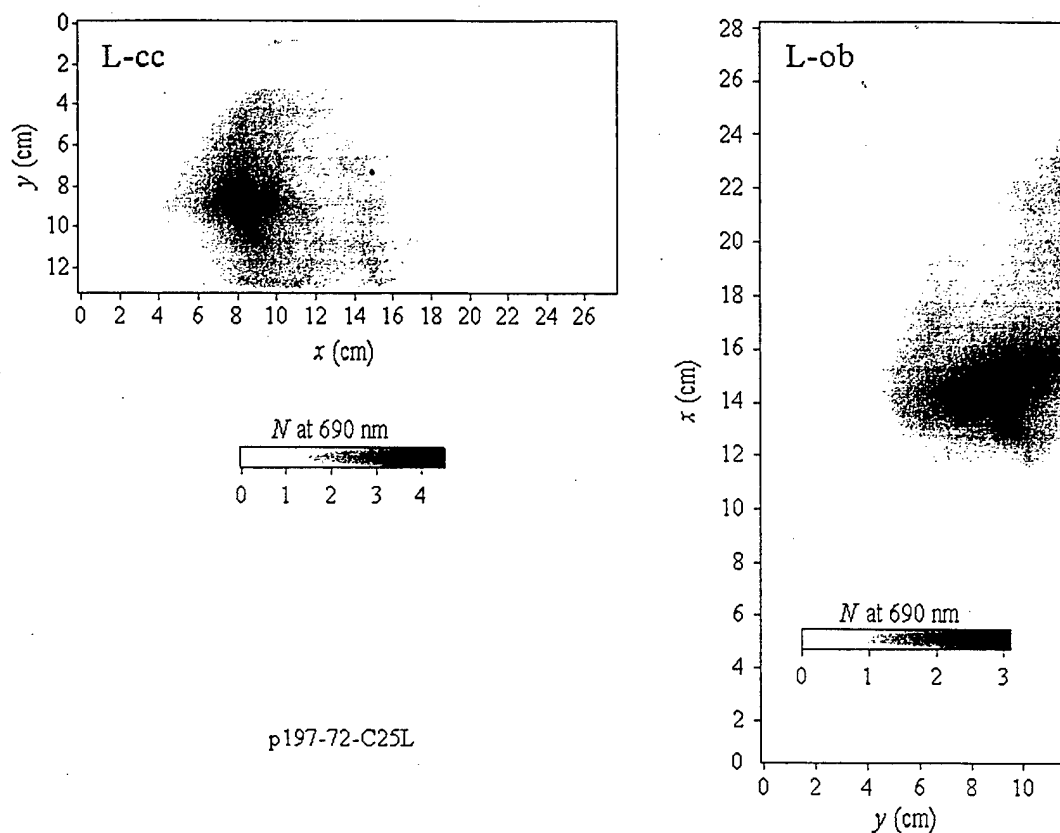 L-cc
y (cm)
0
2
4
6
8
10
12
0 2 4 6 8 10 12 14 16 18 20 22 24 26
x (cm)
N at 690 nm
0 1 2 3 4
p197-72-C25L
L-ob
x (cm)
28
26
24
22
20
18
16
14
12
10
8
6
4
2
0
N at 690 nm
0 1 2 3
0 2 4 6 8 10
y (cm)